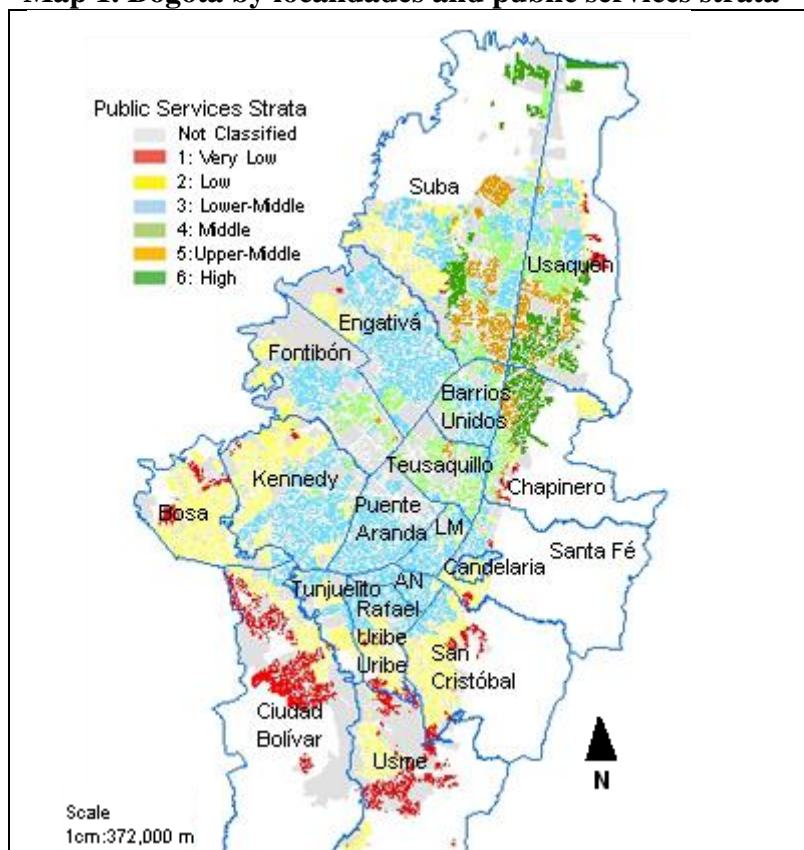 Map 1. Bogotá by localidades and public services strata
Public Services Strata
Not Classified
1: Very Low
2: Low
3: Lower-Middle
4: Middle
5:Upper-Middle
6: High
Suba
Usaquen
Engativá
Fontibón
Barrios
Unidos
Teusaquillo
Kennedy
Chapinero
Bosa
Puente
Aranda
LM
Santa Fé
Candelaria
Tunjuelito
AN
Rafael
Uribe
Uribe
San
Cristóbal
Ciudad
Bolívar
Usme
N
Scale
1cm:372,000 m